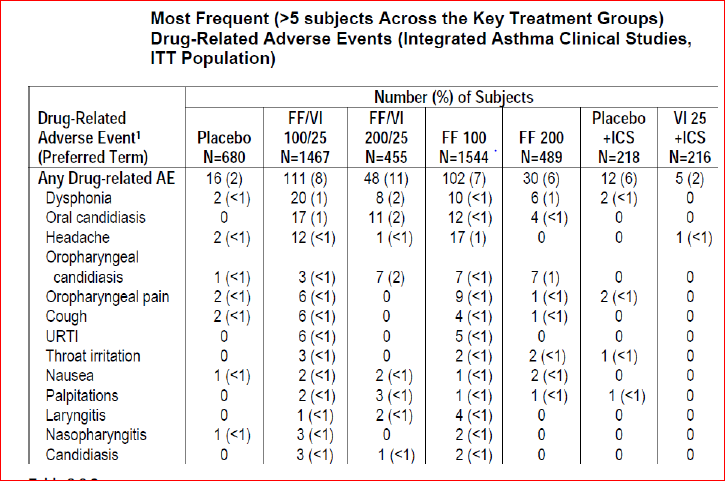 Most Frequent (>5 subjects Across the Key Treatment Groups)
Drug-Related Adverse Events (Integrated Asthma Clinical Studies,
ITT Population)
Number (%) of Subjects
Drug-Related FF/VI FF/VI Placebo VI 25
Adverse Event¹ Placebo 100/25 200/25 FF 100 FF 200 +ICS +ICS
(Preferred Term) N=680 N=1467 N=455 N=1544 N=489 N=218 N=216
Any Drug-related AE 16 (2) 111 (8) 48 (11) 102 (7) 30 (6) 12 (6) 5 (2)
Dysphonia 2 (<1) 20 (1) 8 (2) 10 (<1) 6 (1) 2 (<1) 0
Oral candidiasis 0 17 (1) 11 (2) 12 (<1) 4 (<1) 0 0
Headache 2 (<1) 12 (<1) 1 (<1) 17 (1) 0 0 1 (<1)
Oropharyngeal
candidiasis 1 (<1) 3 (<1) 7 (2) 7 (<1) 7 (1) 0 0
Oropharyngeal pain 2 (<1) 6 (<1) 0 9 (<1) 1 (<1) 2 (<1) 0
Cough 2 (<1) 6 (<1) 0 4 (<1) 1 (<1) 0 0
URTI 0 6 (<1) 0 5 (<1) 0 0 0
Throat irritation 0 3 (<1) 0 2 (<1) 2 (<1) 1 (<1) 0
Nausea 1 (<1) 2 (<1) 2 (<1) 1 (<1) 2 (<1) 0 0
Palpitations 0 2 (<1) 3 (<1) 1 (<1) 1 (<1) 1 (<1) 0
Laryngitis 0 1 (<1) 2 (<1) 4 (<1) 0 0 0
Nasopharyngitis 1 (<1) 3 (<1) 0 2 (<1) 0 0 0
Candidiasis 0 3 (<1) 1 (<1) 2 (<1) 0 0 0